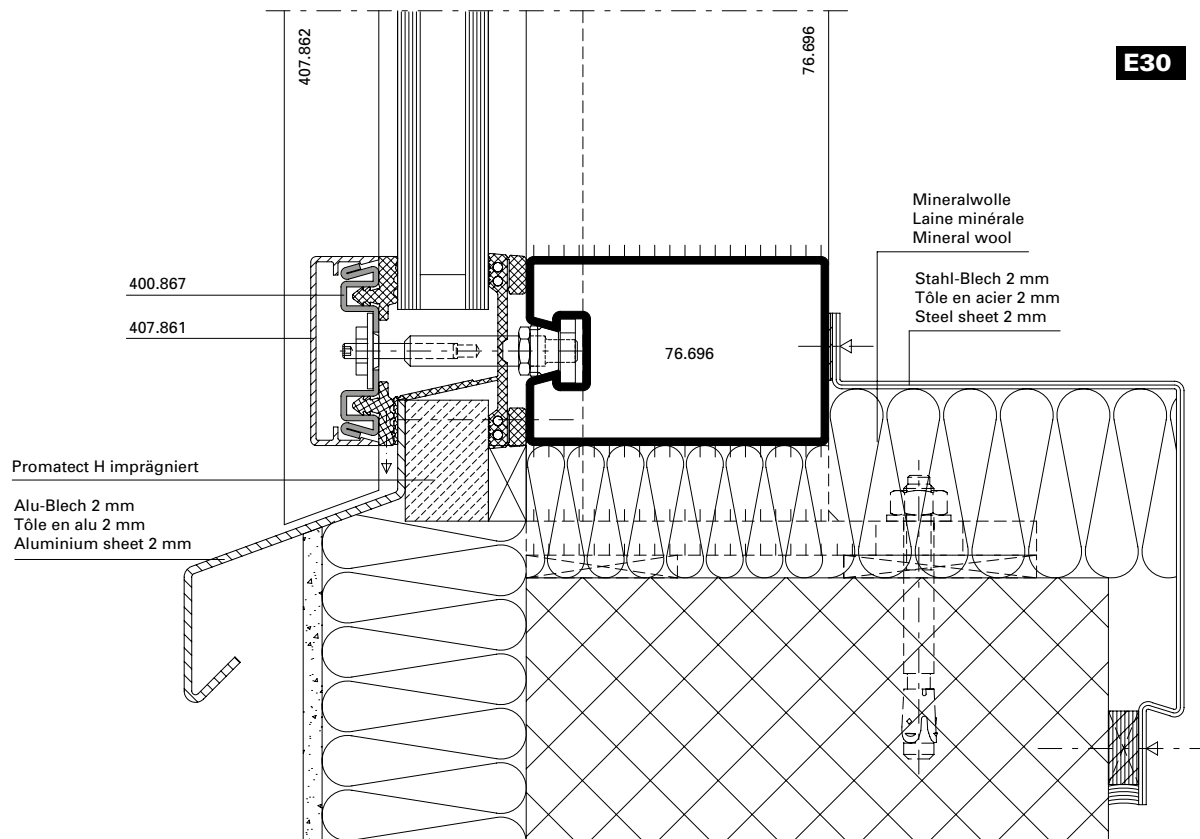 407.862
76.696
E30
Mineralwolle
Laine minérale
Mineral wool
400.867
Stahl-Blech 2 mm
Tôle en acier 2 mm
Steel sheet 2 mm
407.861
76.696
Promatect H imprägniert
Alu-Blech 2 mm
Tôle en alu 2 mm
Aluminium sheet 2 mm